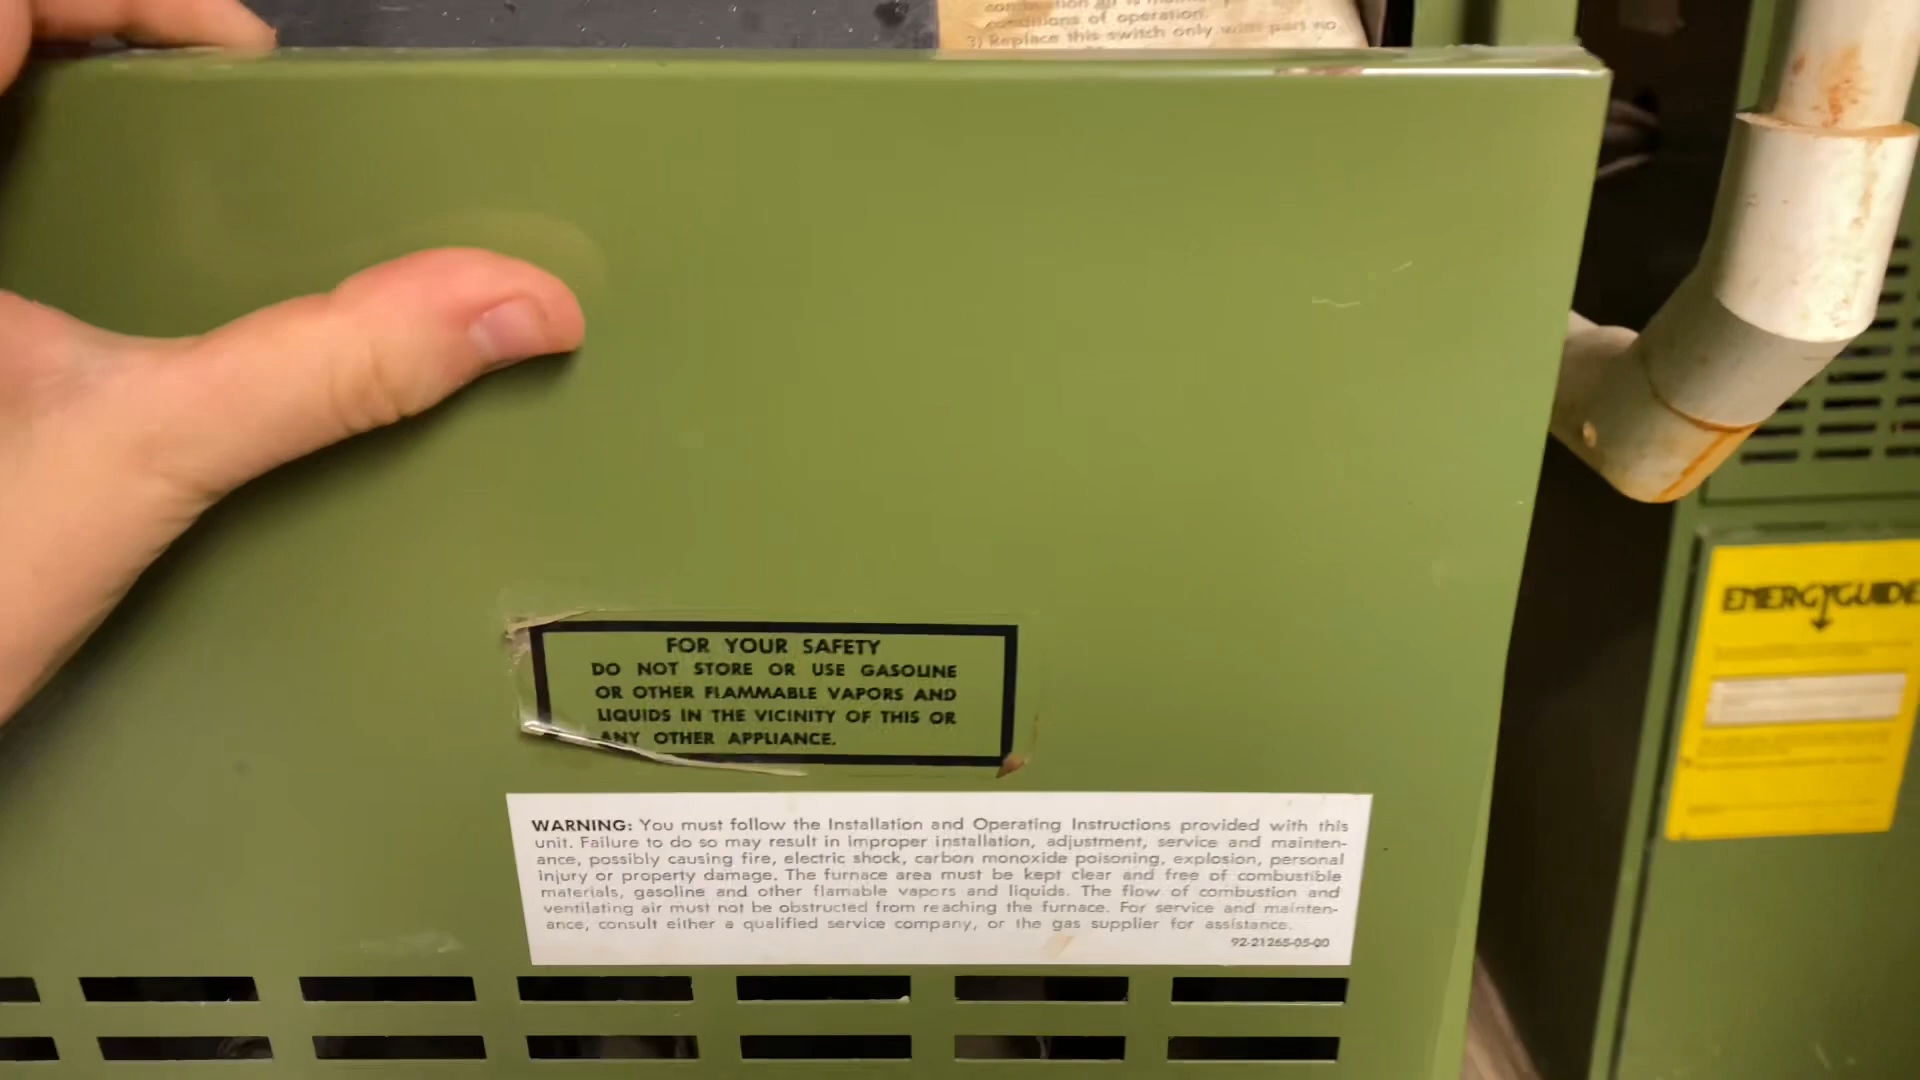 conditions of operation.
3) Replace this switch only with part no
FOR YOUR SAFETY
DO NOT STORE OR USE GASOLINE
OR OTHER FLAMMABLE VAPORS AND
LIQUIDS IN THE VICINITY OF THIS OR
ANY OTHER APPLIANCE.
WARNING: You must follow the Installation and Operating Instructions provided with this
unit. Failure to do so may result in improper installation, adjustment, service and mainten-
ance, possibly causing fire, electric shock, carbon monoxide poisoning, explosion, personal
injury or property damage. The furnace area must be kept clear and free of combustible
materials, gasoline and other flamable vapors and liquids. The flow of combustion and
ventilating air must not be obstructed from reaching the furnace. For service and mainten-
ance, consult either a qualified service company, or the gas supplier for assistance.
92-21265-05-00
ENERGYGUIDE